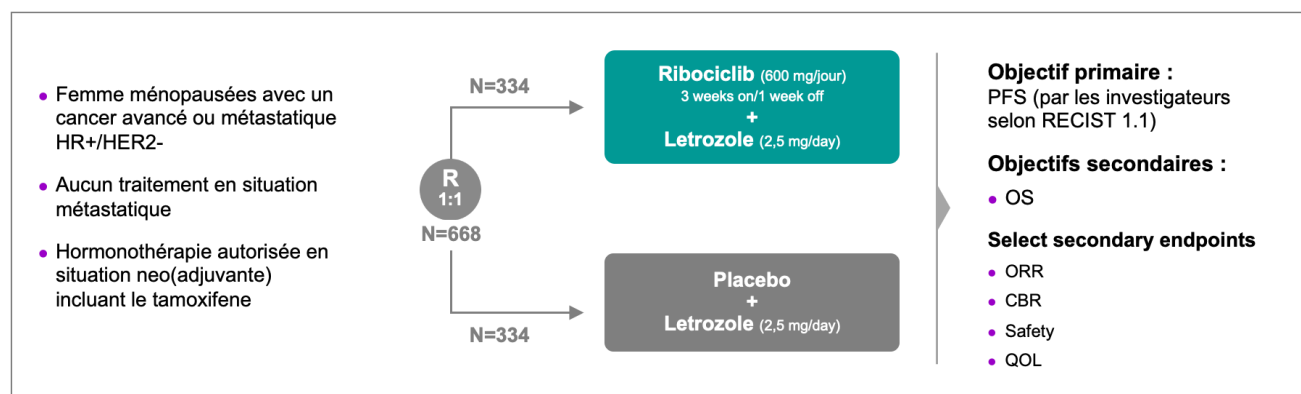 • Femme ménopausées avec un
cancer avancé ou métastatique
HR+/HER2-
• Aucun traitement en situation
métastatique
• Hormonothérapie autorisée en
situation neo(adjuvante)
incluant le tamoxifene
N=334
R
1:1
N=668
N=334
Ribociclib (600 mg/jour)
3 weeks on/1 week off
+
Letrozole (2,5 mg/day)
Placebo
+
Letrozole (2,5 mg/day)
Objectif primaire :
PFS (par les investigateurs
selon RECIST 1.1)
Objectifs secondaires :
• OS
Select secondary endpoints
• ORR
• CBR
• Safety
• QOL